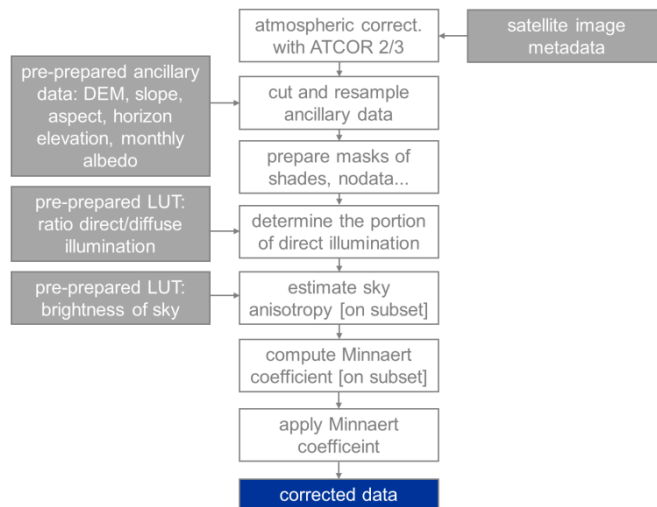 atmospheric correct.
with ATCOR 2/3
satellite image
metadata
pre-prepared ancillary
data: DEM, slope,
aspect, horizon
elevation, monthly
albedo
cut and resample
ancillary data
prepare masks of
shades, nodata...
pre-prepared LUT:
ratio direct/diffuse
illumination
determine the portion
of direct illumination
pre-prepared LUT:
brightness of sky
estimate sky
anisotropy [on subset]
compute Minnaert
coefficient [on subset]
apply Minnaert
coefficeint
corrected data